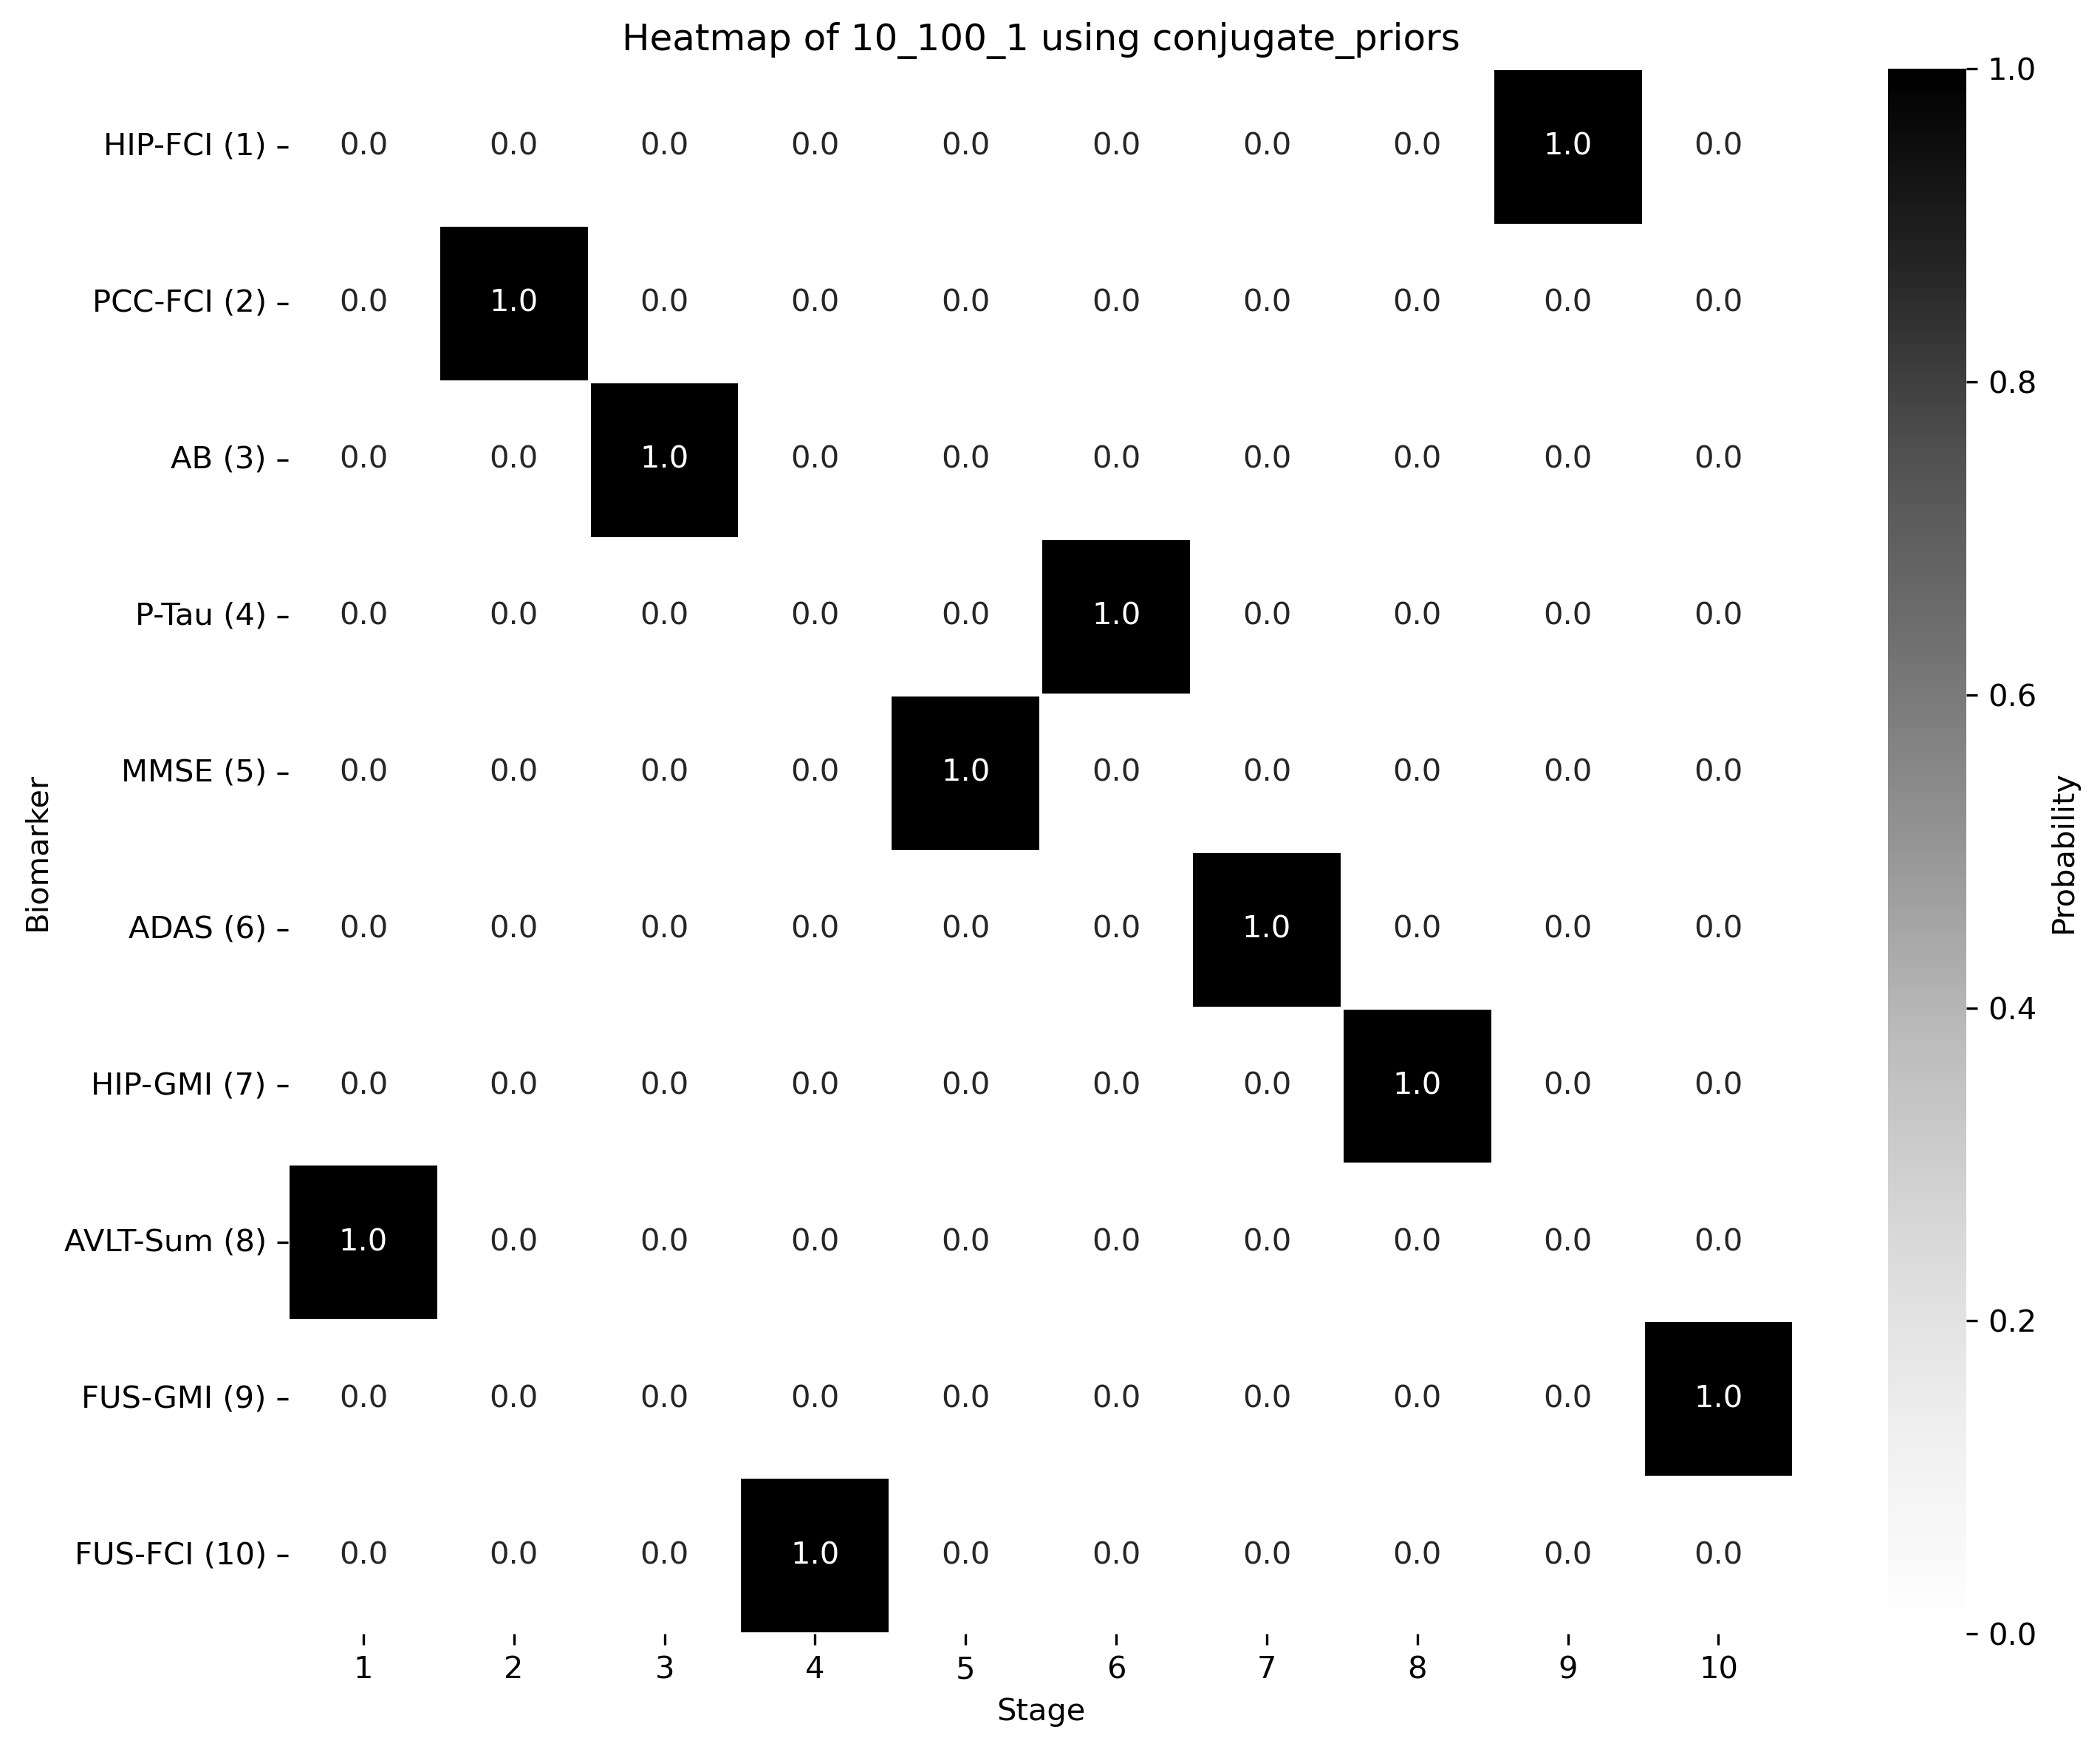 Heatmap of 10_100_1 using conjugate_priors
HIP-FCI (1) 0.0 0.0 0.0 0.0 0.0 0.0 0.0 0.0 1.0 0.0
PCC-FCI (2) 0.0 1.0 0.0 0.0 0.0 0.0 0.0 0.0 0.0 0.0
AB (3) 0.0 0.0 1.0 0.0 0.0 0.0 0.0 0.0 0.0 0.0
P-Tau (4) 0.0 0.0 0.0 0.0 0.0 1.0 0.0 0.0 0.0 0.0
MMSE (5) 0.0 0.0 0.0 0.0 1.0 0.0 0.0 0.0 0.0 0.0
ADAS (6) 0.0 0.0 0.0 0.0 0.0 0.0 1.0 0.0 0.0 0.0
HIP-GMI (7) 0.0 0.0 0.0 0.0 0.0 0.0 0.0 1.0 0.0 0.0
AVLT-Sum (8) 1.0 0.0 0.0 0.0 0.0 0.0 0.0 0.0 0.0 0.0
FUS-GMI (9) 0.0 0.0 0.0 0.0 0.0 0.0 0.0 0.0 0.0 1.0
FUS-FCI (10) 0.0 0.0 0.0 1.0 0.0 0.0 0.0 0.0 0.0 0.0
1 2 3 4 5 6 7 8 9 10
Stage
Biomarker
1.0
0.8
0.6
0.4
0.2
0.0
Probability